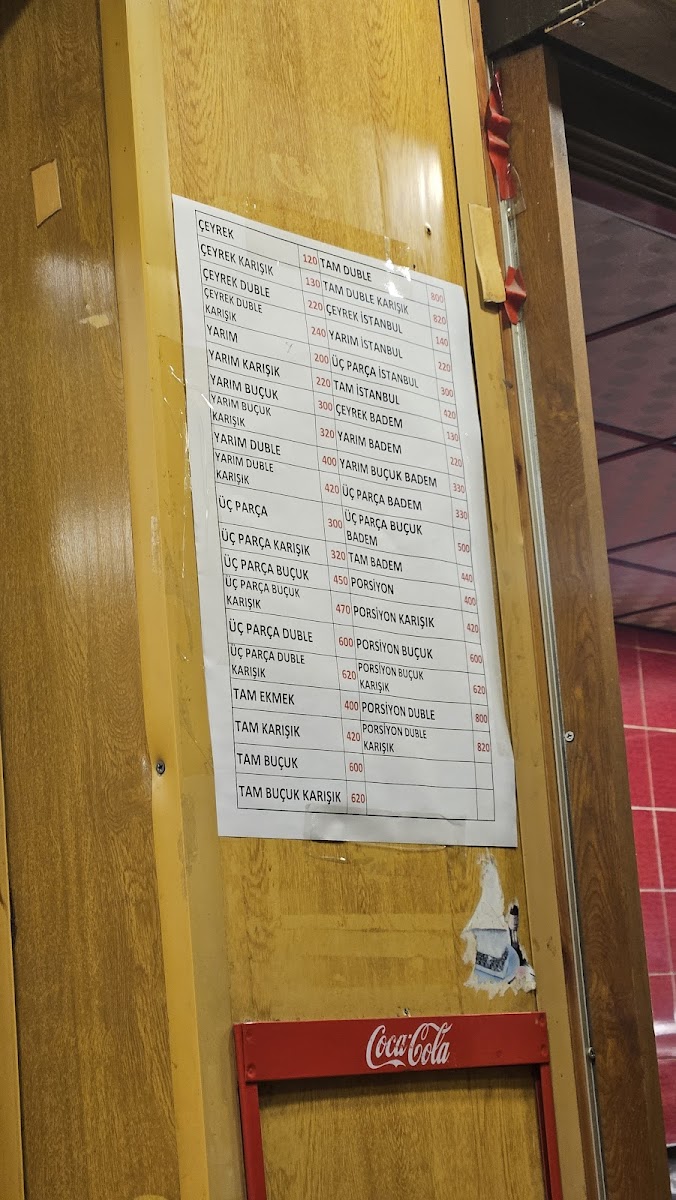 ÇEYREK 120 TAM DUBLE 800
ÇEYREK KARIŞIK 130 TAM DUBLE KARIŞIK 820
ÇEYREK DUBLE 220 ÇEYREK İSTANBUL 140
ÇEYREK DUBLE
KARIŞIK 240 YARIM İSTANBUL 220
YARIM 200 ÜÇ PARÇA İSTANBUL 300
YARIM KARIŞIK 220 TAM İSTANBUL 420
YARIM BUÇUK 300 ÇEYREK BADEM 130
YARIM BUÇUK
KARIŞIK 320 YARIM BADEM 220
YARIM DUBLE 400 YARIM BUÇUK BADEM 330
YARIM DUBLE
KARIŞIK 420 ÜÇ PARÇA BADEM 330
ÜÇ PARÇA 300 ÜÇ PARÇA BUÇUK
BADEM 500
ÜÇ PARÇA KARIŞIK 320 TAM BADEM 440
ÜÇ PARÇA BUÇUK 450 PORSİYON 400
ÜÇ PARÇA BUÇUK
KARIŞIK 470 PORSİYON KARIŞIK 420
ÜÇ PARÇA DUBLE 600 PORSİYON BUÇUK 600
ÜÇ PARÇA DUBLE
KARIŞIK 620 PORSİYON BUÇUK
KARIŞIK 620
TAM EKMEK 400 PORSİYON DUBLE 800
TAM KARIŞIK 420 PORSİYON DUBLE
KARIŞIK 820
TAM BUÇUK 600
TAM BUÇUK KARIŞIK 620
Coca-Cola